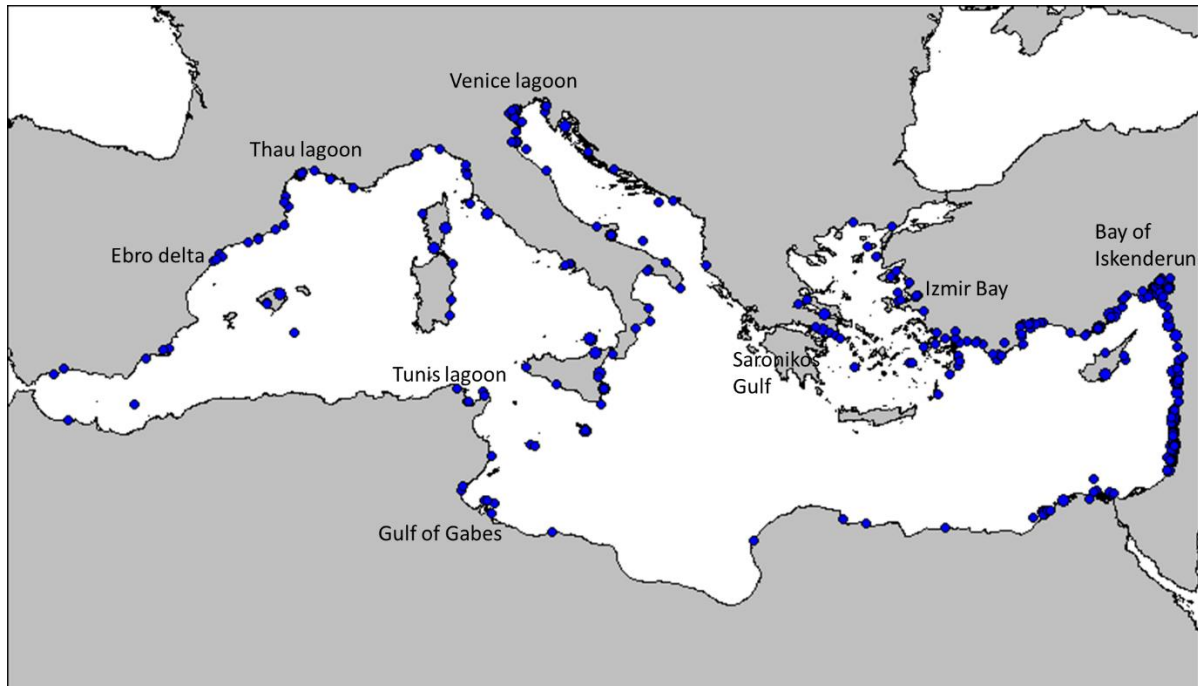 Venice lagoon
Thau lagoon
Ebro delta
Bay of
Iskenderun
Izmir Bay
Saronikos
Gulf
Tunis lagoon
Gulf of Gabes